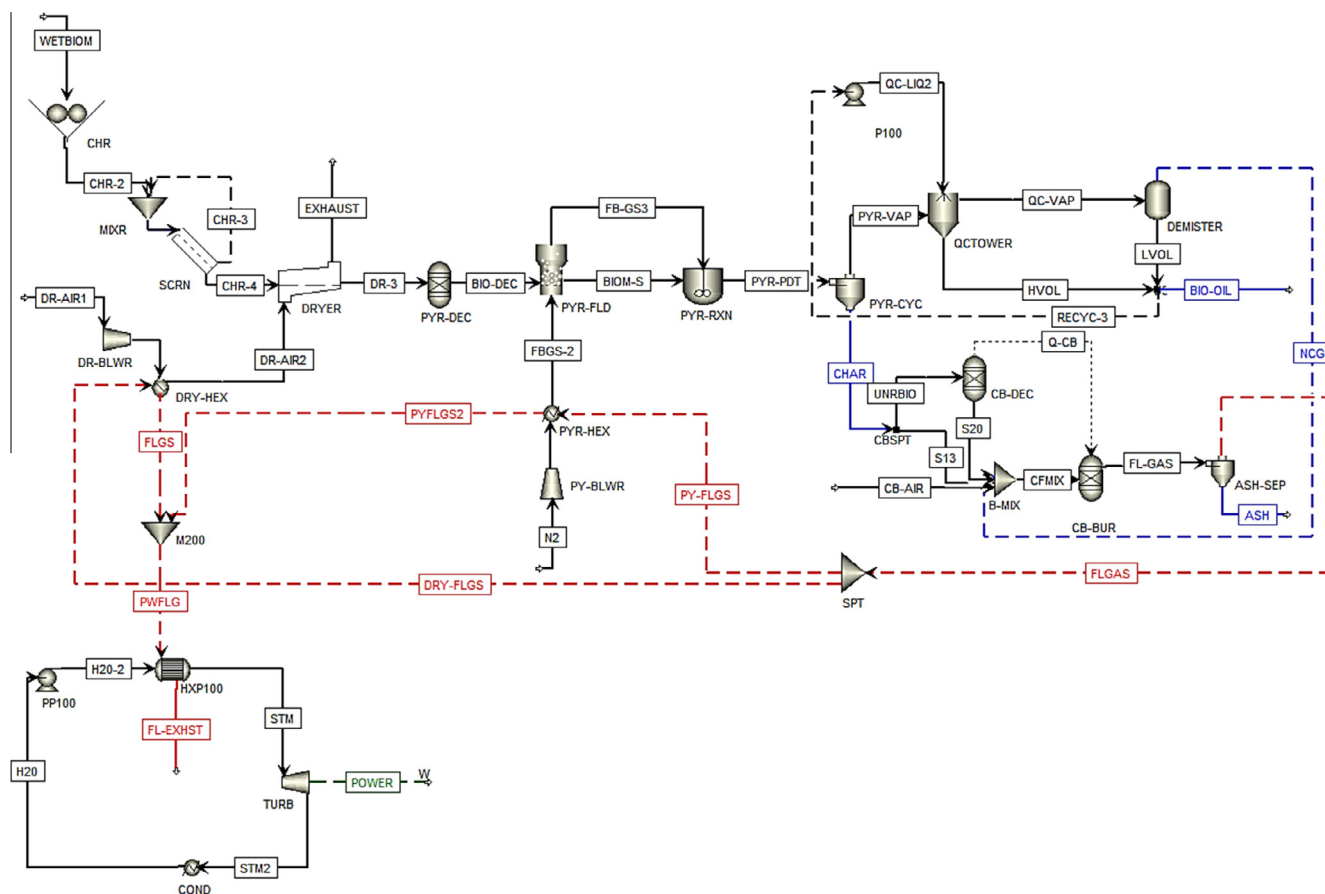 WETBIOM
CHR
CHR-2
MIXR
CHR-3
SCRN
CHR-4
EXHAUST
DRYER
DR-3
DR-AIR1
DR-BLWR
DR-AIR2
DRY-HEX
PYR-DEC
BIO-DEC
FB-GS3
BIOM-S
PYR-FLD
PYR-RXN
PYR-PDT
FBGS-2
PYR-HEX
PYFLGS2
PY-BLWR
N2
PY-FLGS
QC-LIQ2
P100
PYR-VAP
QCTOWER
QC-VAP
DEMISTER
LVOL
HVOL
BIO-OIL
RECYC-3
PYR-CYC
NCG
CHAR
UNRBIO
Q-CB
CB-DEC
CBSPT
S20
S13
CB-AIR
B-MIX
CFMIX
CB-BUR
FL-GAS
ASH-SEP
ASH
FLGAS
SPT
DRY-FLGS
FLGS
M200
PWFLG
H20-2
PP100
HXP100
STM
FL-EXHST
H20
TURB
POWER
W
STM2
COND